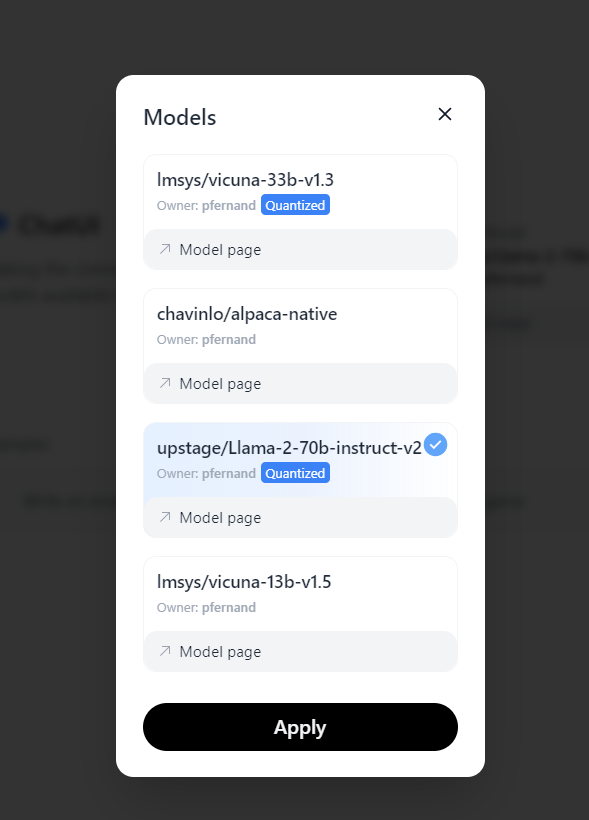 Models
lmsys/vicuna-33b-v1.3
Owner: pfernand Quantized
Model page
chavinlo/alpaca-native
Owner: pfernand
Model page
upstage/Llama-2-70b-instruct-v2
Owner: pfernand Quantized
Model page
lmsys/vicuna-13b-v1.5
Owner: pfernand
Model page
Apply
ChatUI